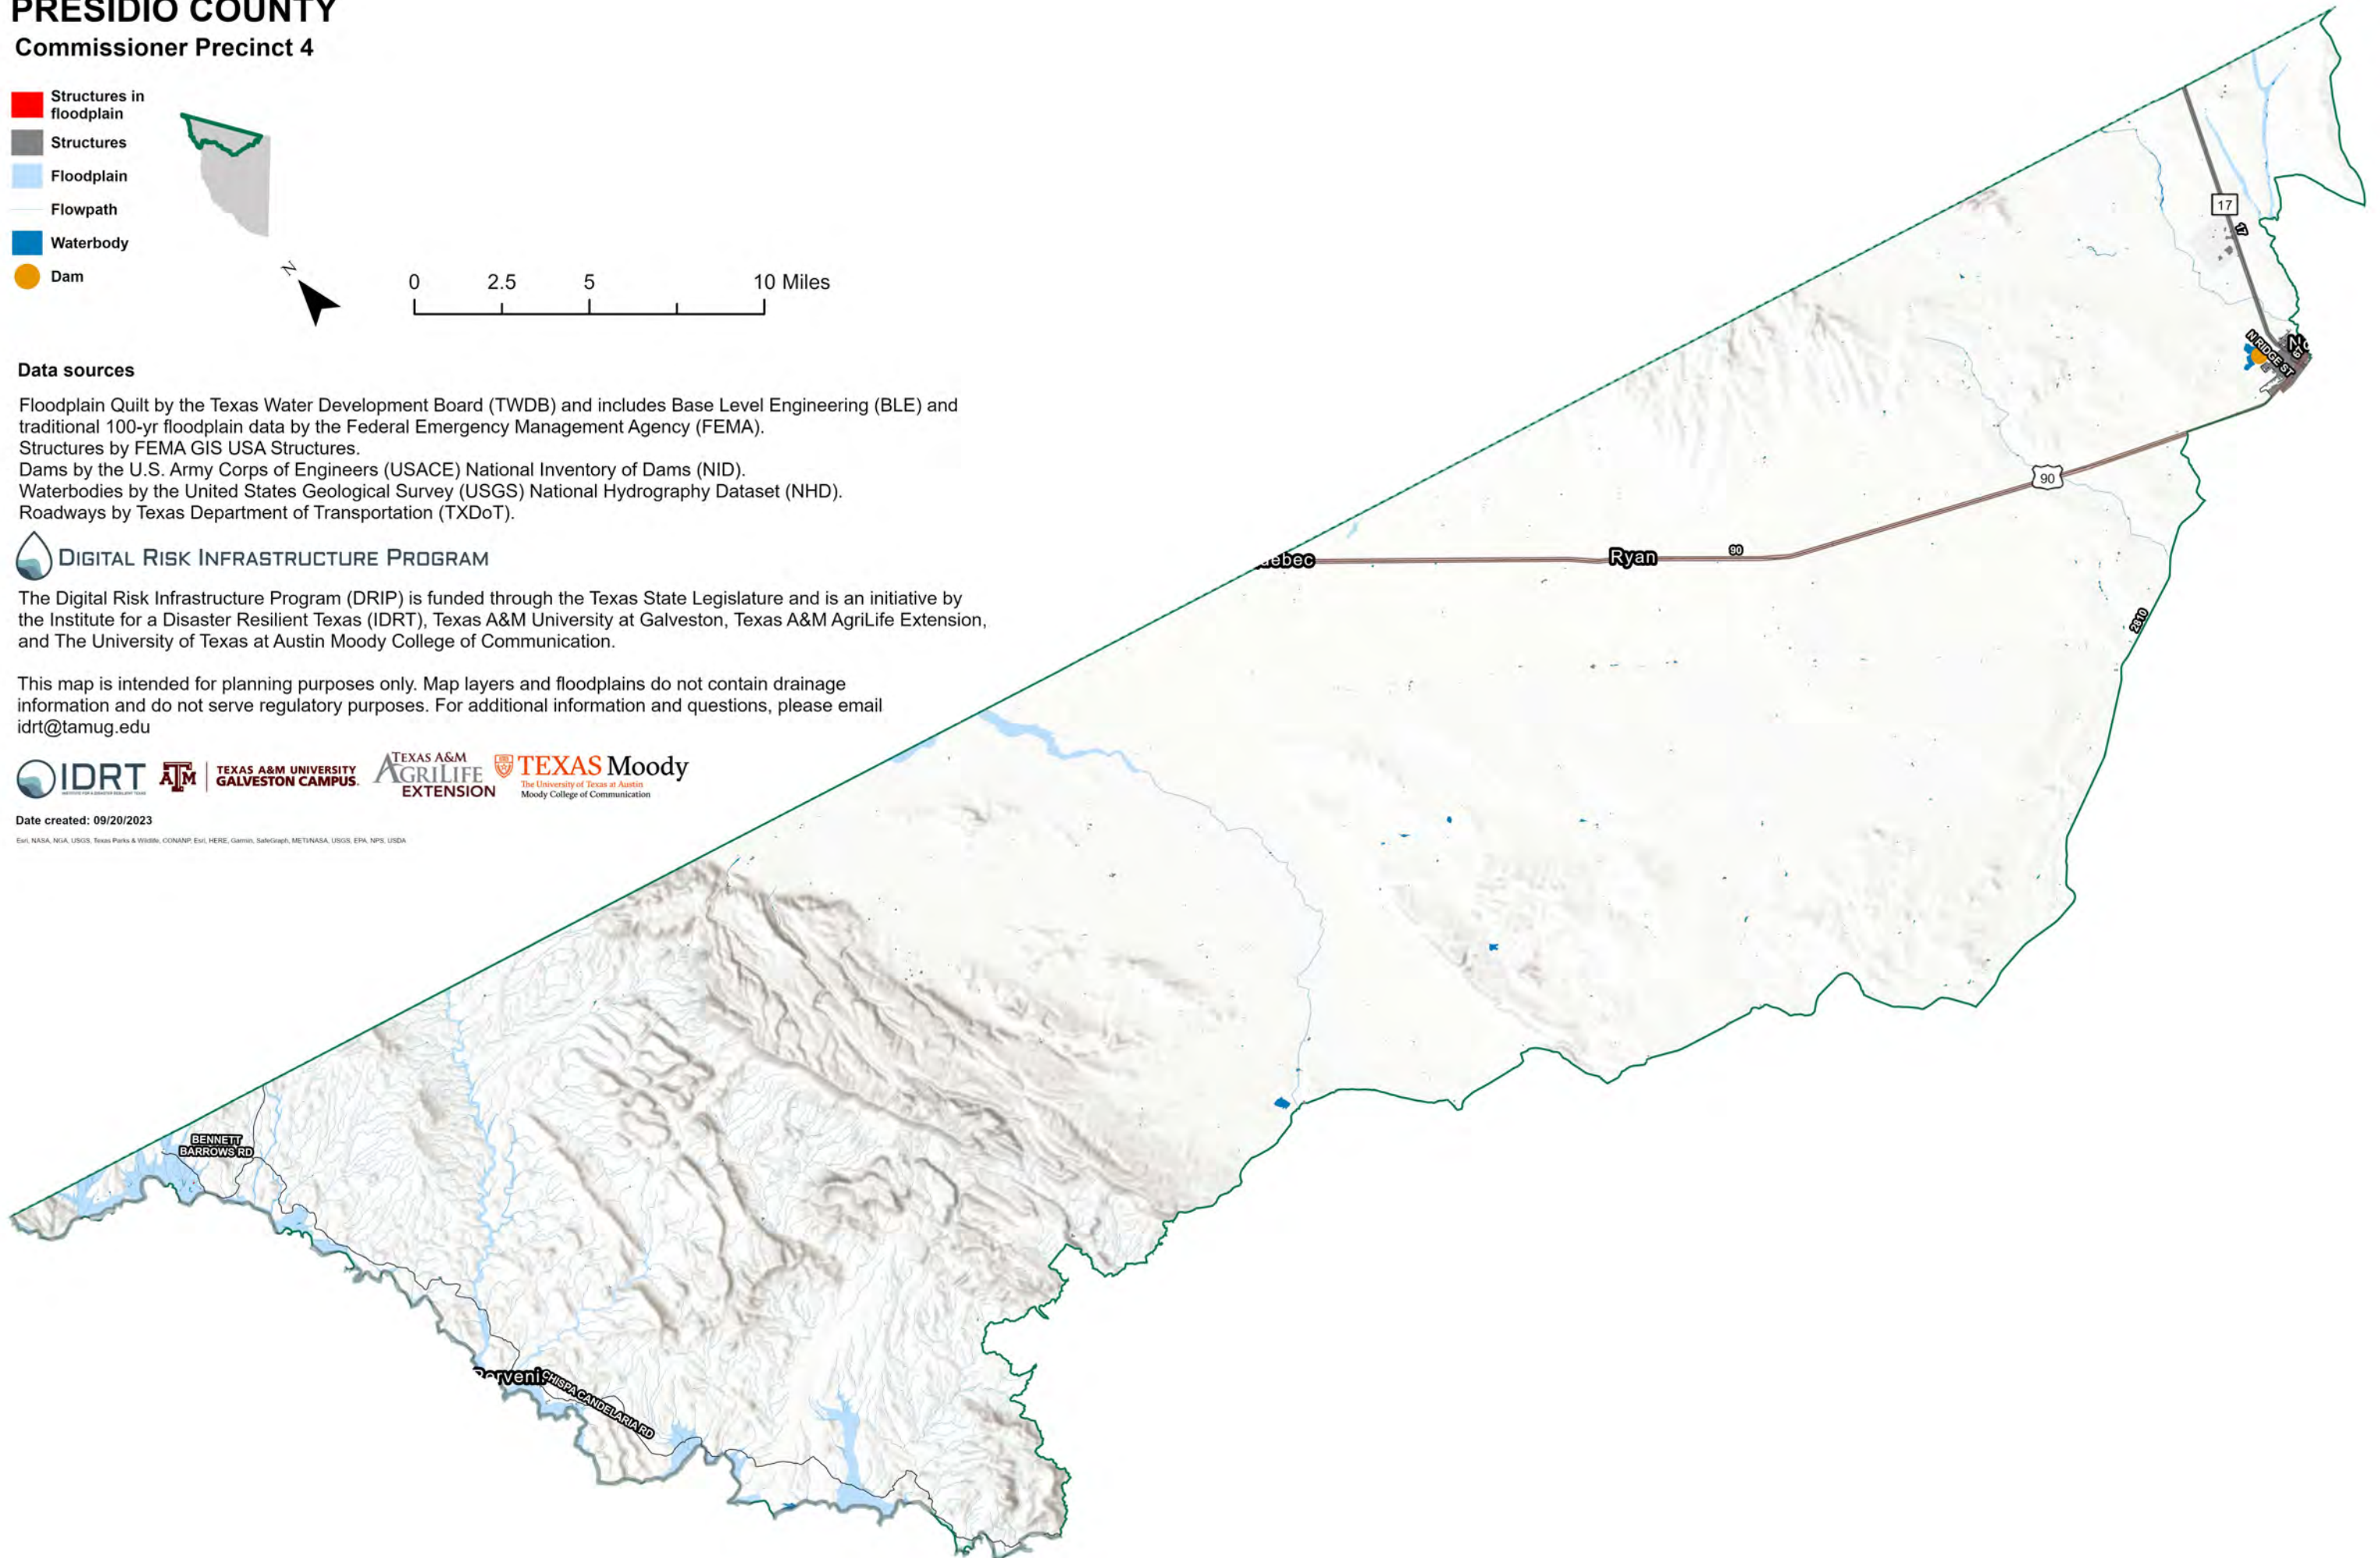 PRESIDIO COUNTY
Commissioner Precinct 4
Structures in
floodplain
Structures
Floodplain
Flowpath
Waterbody
Dam
N
0 2.5 5 10 Miles
Data sources
Floodplain Quilt by the Texas Water Development Board (TWDB) and includes Base Level Engineering (BLE) and
traditional 100-yr floodplain data by the Federal Emergency Management Agency (FEMA).
Structures by FEMA GIS USA Structures.
Dams by the U.S. Army Corps of Engineers (USACE) National Inventory of Dams (NID).
Waterbodies by the United States Geological Survey (USGS) National Hydrography Dataset (NHD).
Roadways by Texas Department of Transportation (TXDoT).
DIGITAL RISK INFRASTRUCTURE PROGRAM
The Digital Risk Infrastructure Program (DRIP) is funded through the Texas State Legislature and is an initiative by
the Institute for a Disaster Resilient Texas (IDRT), Texas A&M University at Galveston, Texas A&M AgriLife Extension,
and The University of Texas at Austin Moody College of Communication.
This map is intended for planning purposes only. Map layers and floodplains do not contain drainage
information and do not serve regulatory purposes. For additional information and questions, please email
idrt@tamug.edu
IDRT
INSTITUTE FOR A DISASTER RESILIENT TEXAS
ATM
TEXAS A&M UNIVERSITY
GALVESTON CAMPUS.
TEXAS A&M
AGRILIFE
EXTENSION
TEXAS Moody
The University of Texas at Austin
Moody College of Communication
Date created: 09/20/2023
Esri, NASA, NGA, USGS, Texas Parks & Wildlife, CONANP, Esri, HERE, Garmin, SafeGraph, METI/NASA, USGS, EPA, NPS, USDA
17
17
N RIDGE ST
90
ebec
Ryan
90
2810
BENNETT
BARROWS RD
erveni
CHISPA CANDELARIA RD